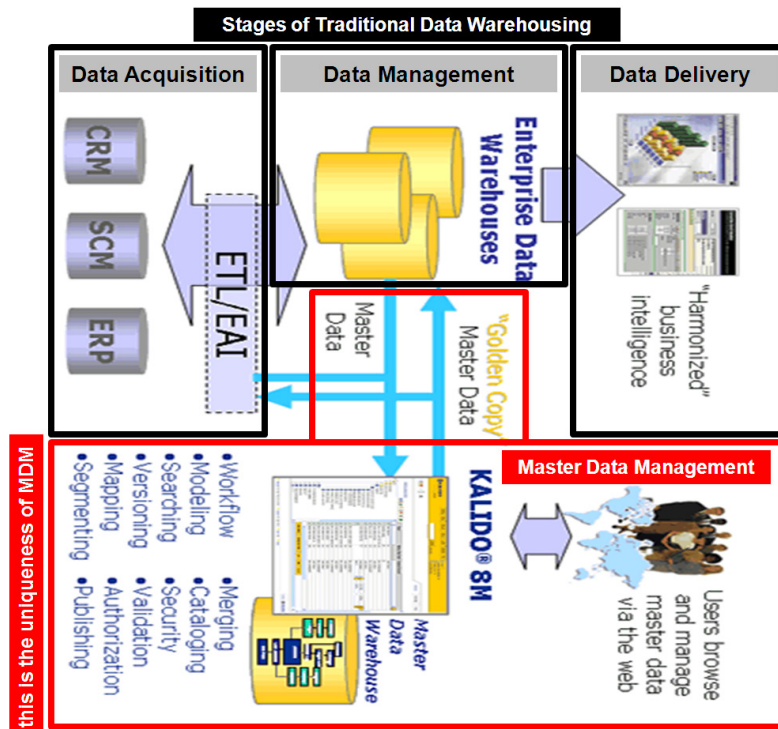 Stages of Traditional Data Warehousing
Data Acquisition
Data Management
Data Delivery
CRM
SCM
ERP
ETL/EAI
Enterprise Data
Warehouses
"Harmonized"
business
intelligence
Master
Data
"Golden Copy"
Master Data
this is the uniqueness of MDM
Master Data Management
KALIDO® 8M
Master
Data
Warehouse
•Workflow
•Modeling
•Searching
•Versioning
•Mapping
•Segmenting
•Merging
•Cataloging
•Security
•Validation
•Authorization
•Publishing
Users browse
and manage
master data
via the web